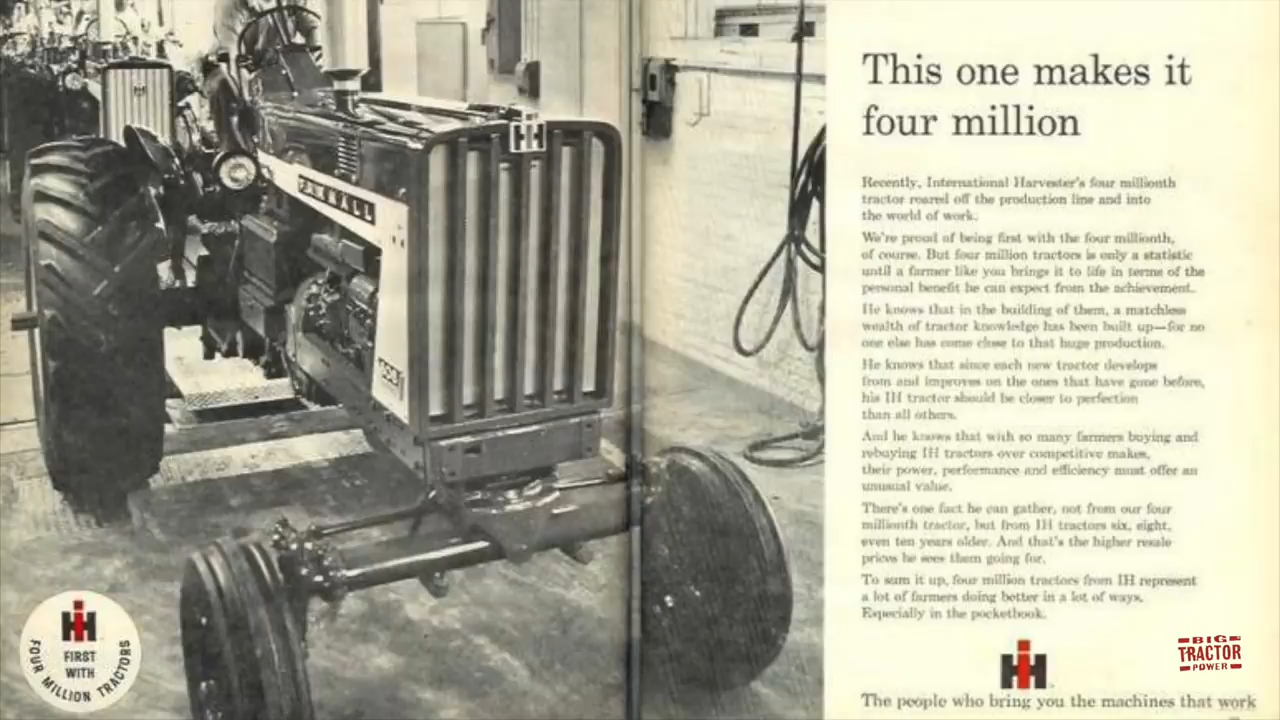 IH
FARMALL
806
IH
FIRST
WITH
FOUR MILLION TRACTORS
This one makes it
four million
Recently, International Harvester's four millionth
tractor roared off the production line and into
the world of work.
We're proud of being first with the four millionth,
of course. But four million tractors is only a statistic
until a farmer like you brings it to life in terms of the
personal benefit he can expect from the achievement.
He knows that in the building of them, a matchless
wealth of tractor knowledge has been built up—for no
one else has come close to that huge production.
He knows that since each new tractor develops
from and improves on the ones that have gone before,
his IH tractor should be closer to perfection
than all others.
And he knows that with so many farmers buying and
rebuying IH tractors over competitive makes,
their power, performance and efficiency must offer an
unusual value.
There's one fact he can gather, not from our four
millionth tractor, but from IH tractors six, eight,
even ten years older. And that's the higher resale
prices he sees them going for.
To sum it up, four million tractors from IH represent
a lot of farmers doing better in a lot of ways.
Especially in the pocketbook.
IH
The people who bring you the machines that work
BIG
TRACTOR
POWER